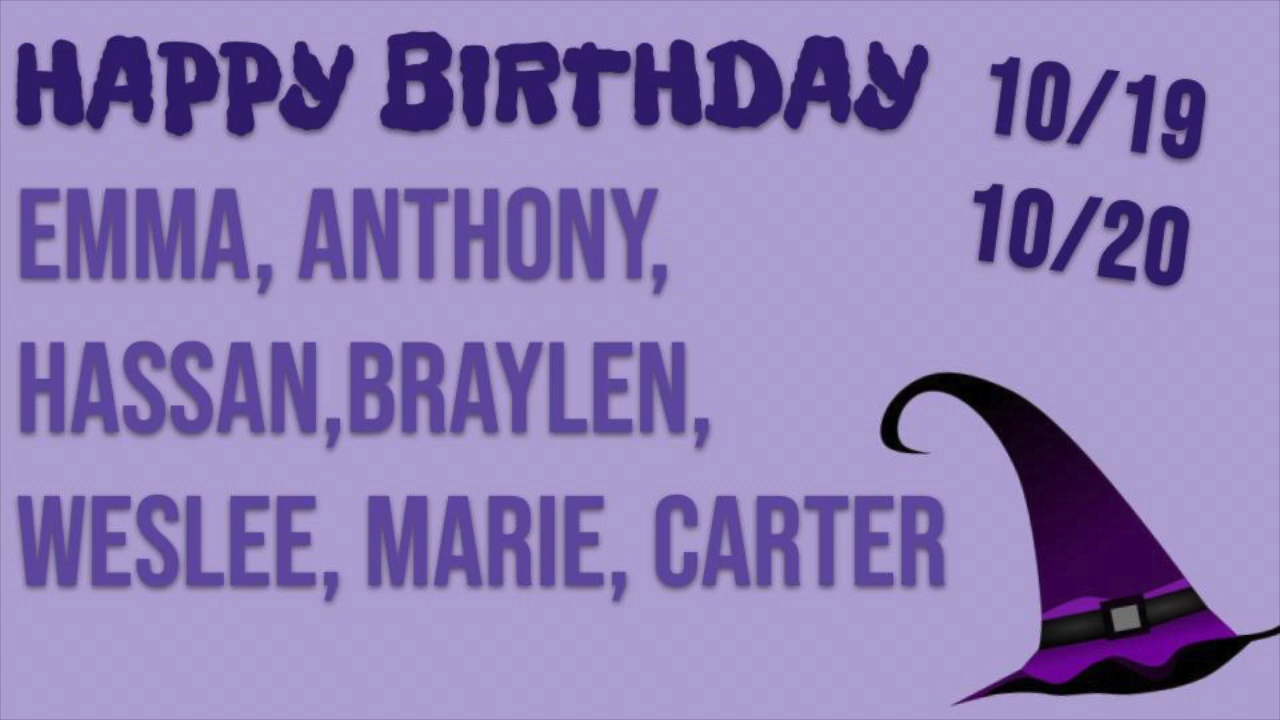 HAPPY BIRTHDAY
10/19
10/20
EMMA, ANTHONY,
HASSAN,BRAYLEN,
WESLEE, MARIE, CARTER